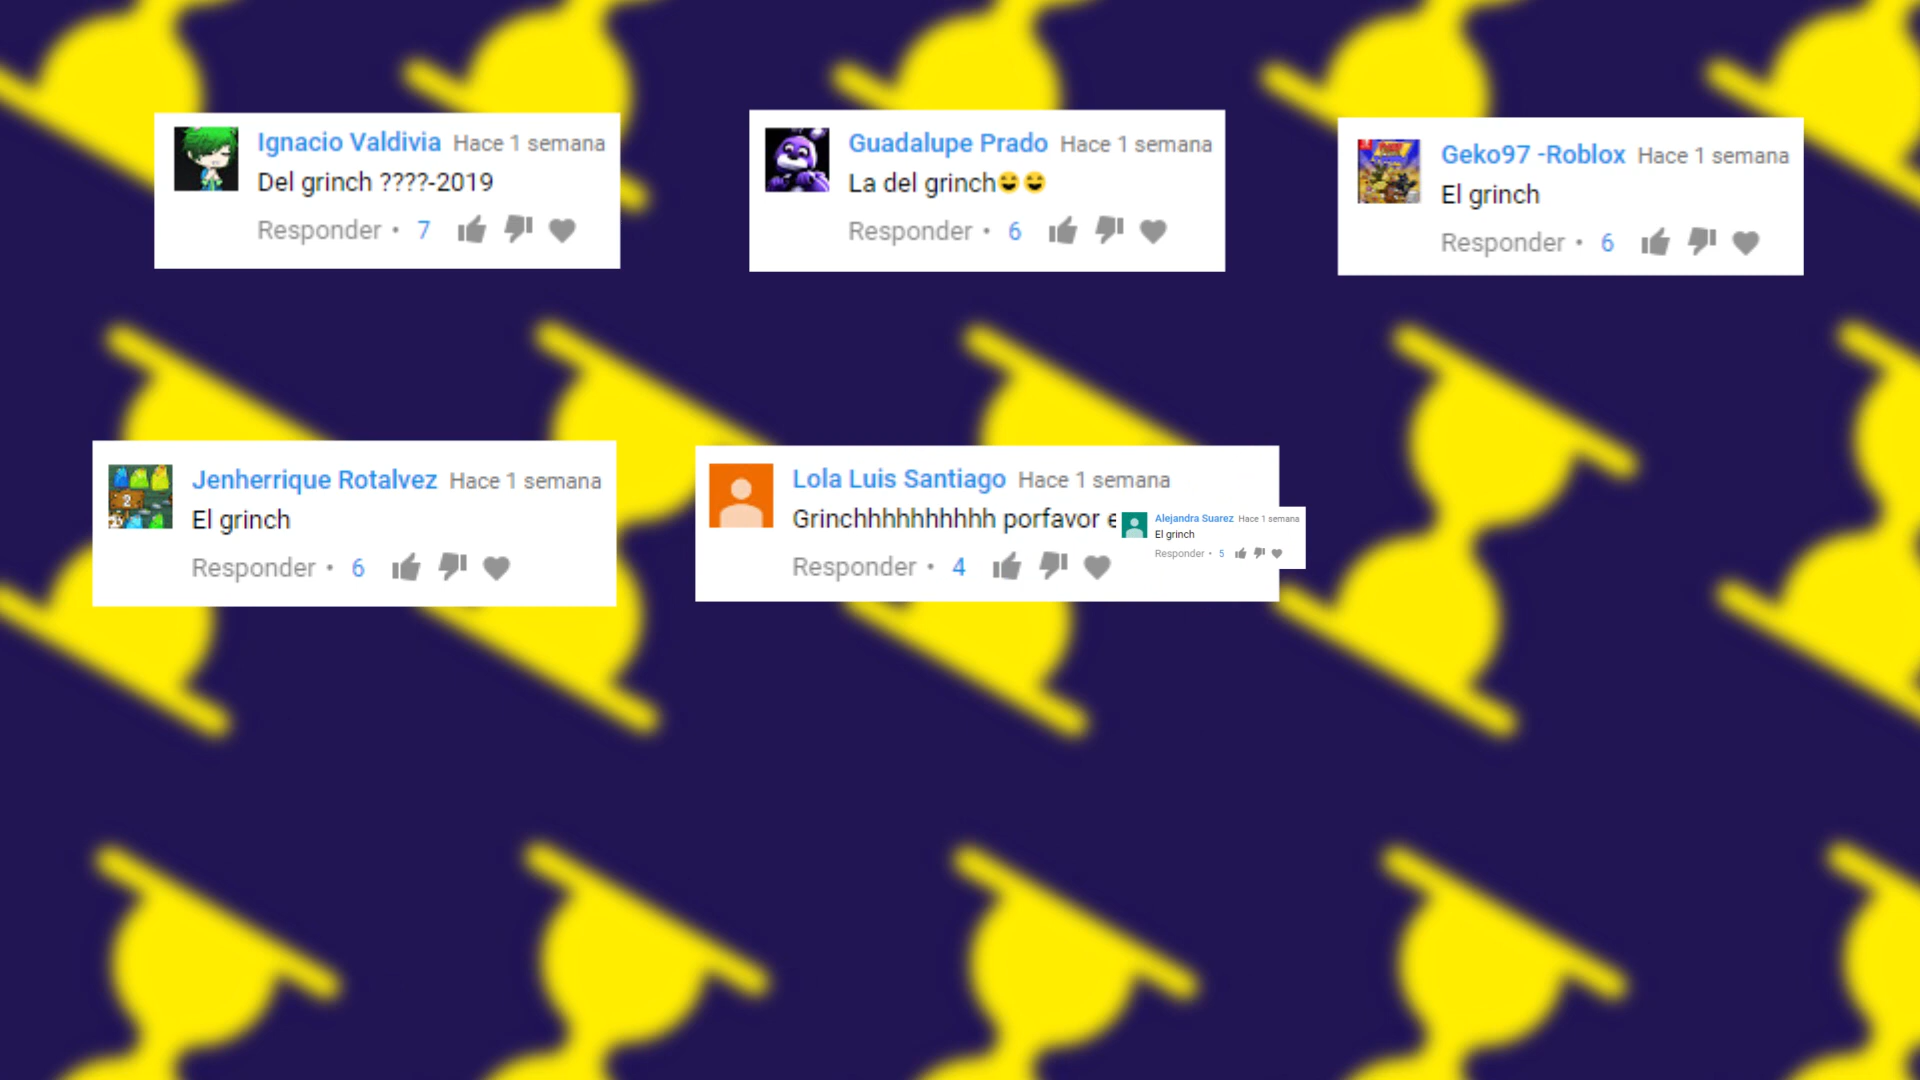 Ignacio Valdivia Hace 1 semana
Del grinch ????-2019
Responder • 7
Guadalupe Prado Hace 1 semana
La del grinch😄😄
Responder • 6
Geko97 -Roblox Hace 1 semana
El grinch
Responder • 6
Jenherrique Rotalvez Hace 1 semana
El grinch
Responder • 6
Lola Luis Santiago Hace 1 semana
Grinchhhhhhhhhh porfavor e
Responder • 4
Alejandra Suarez Hace 1 semana
El grinch
Responder • 5